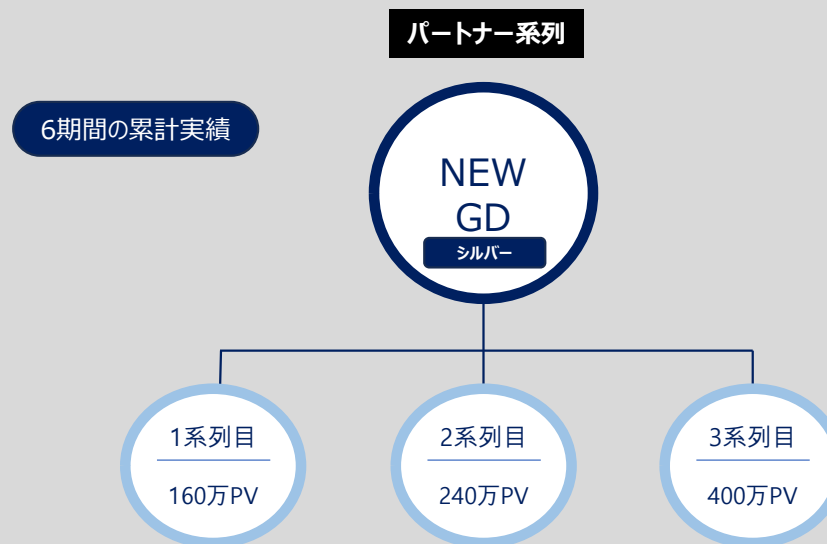 パートナー系列
6期間の累計実績
NEW
GD
シルバー
1系列目
160万PV
2系列目
240万PV
3系列目
400万PV